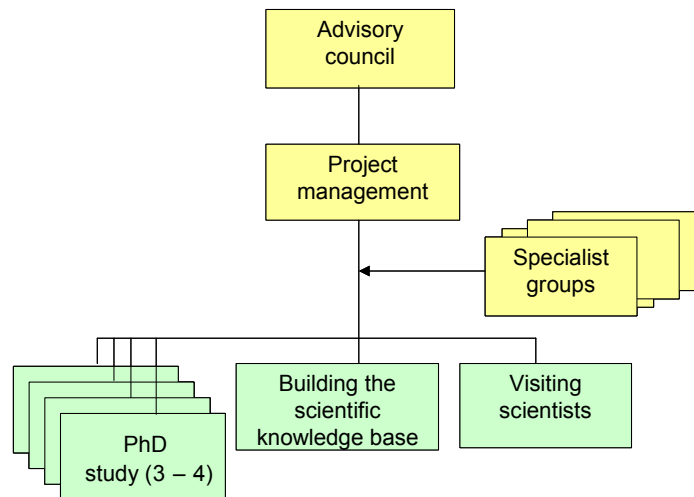 Advisory
council
Project
management
Specialist
groups
Building the
scientific
knowledge base
Visiting
scientists
PhD
study (3 – 4)